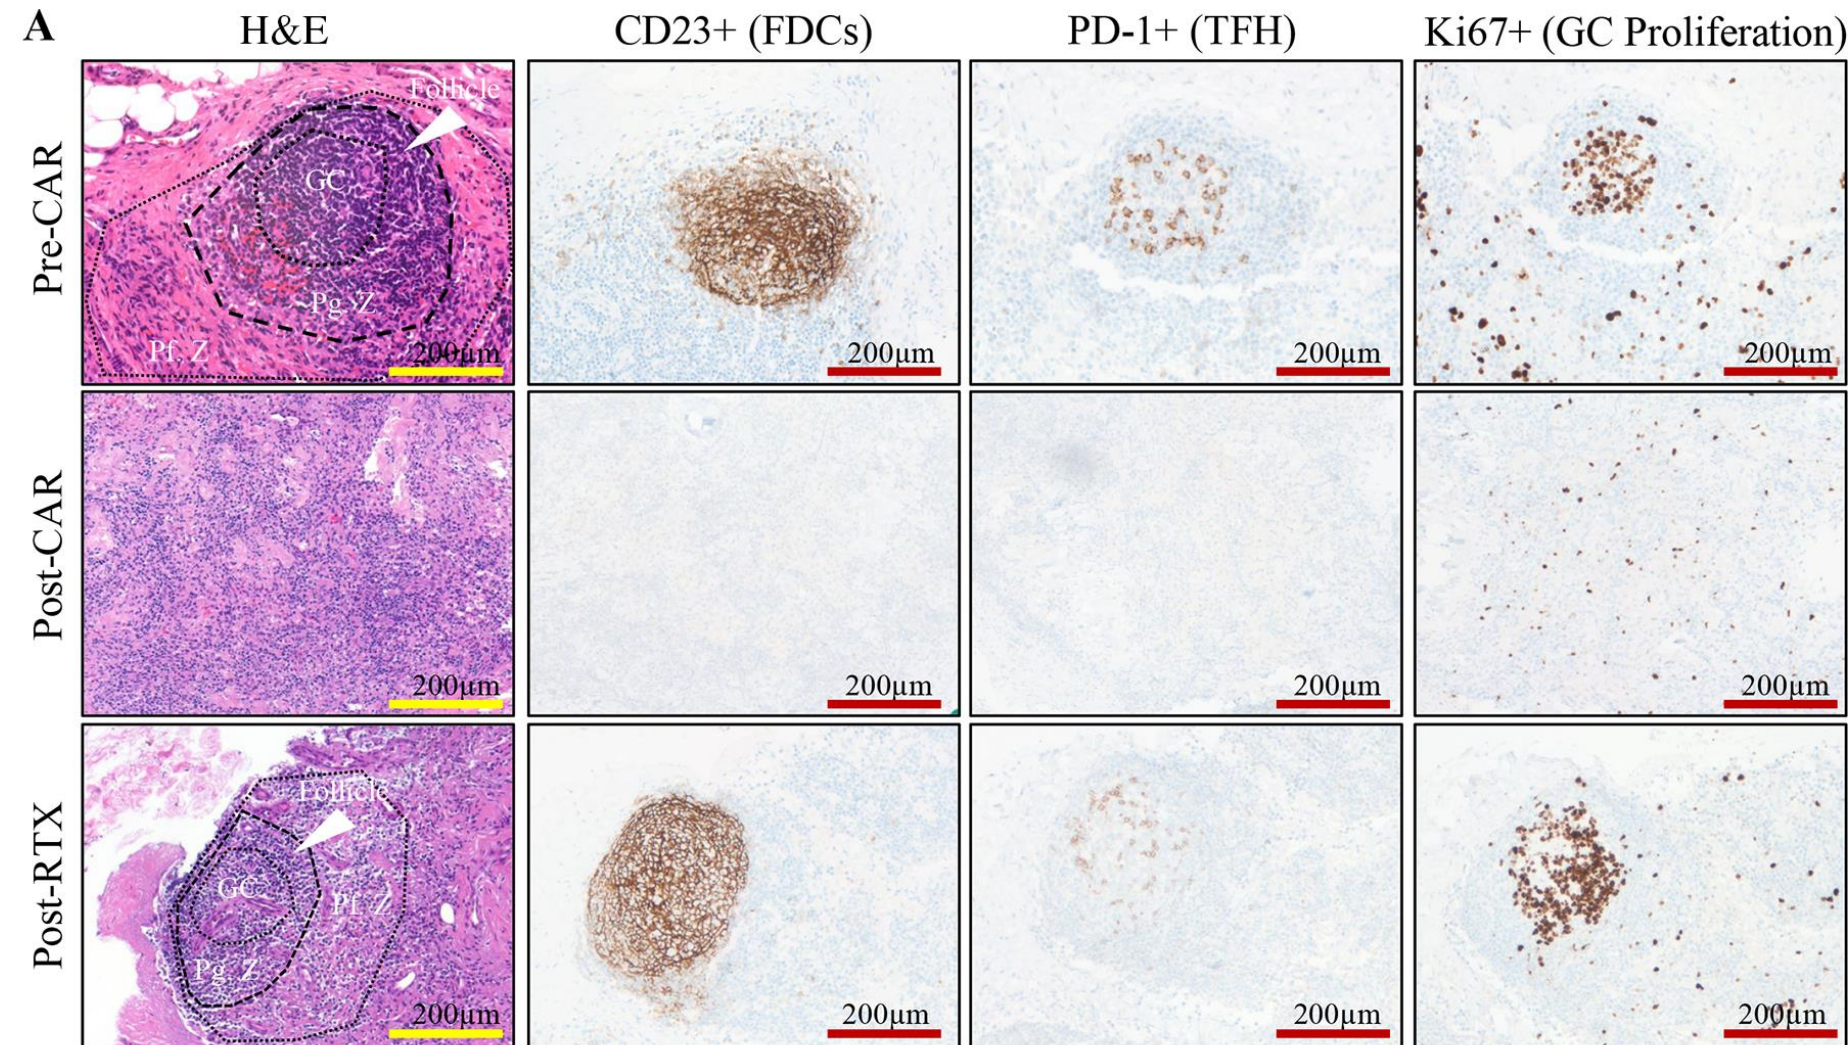 A
H&E
CD23+ (FDCs)
PD-1+ (TFH)
Ki67+ (GC Proliferation)
Pre-CAR
Follicle
GC
Pg. Z
Pf. Z
200μm
200μm
200μm
200μm
Post-CAR
200μm
200μm
200μm
200μm
Post-RTX
Follicle
GC
Pf. Z
Pg. Z
200μm
200μm
200μm
200μm